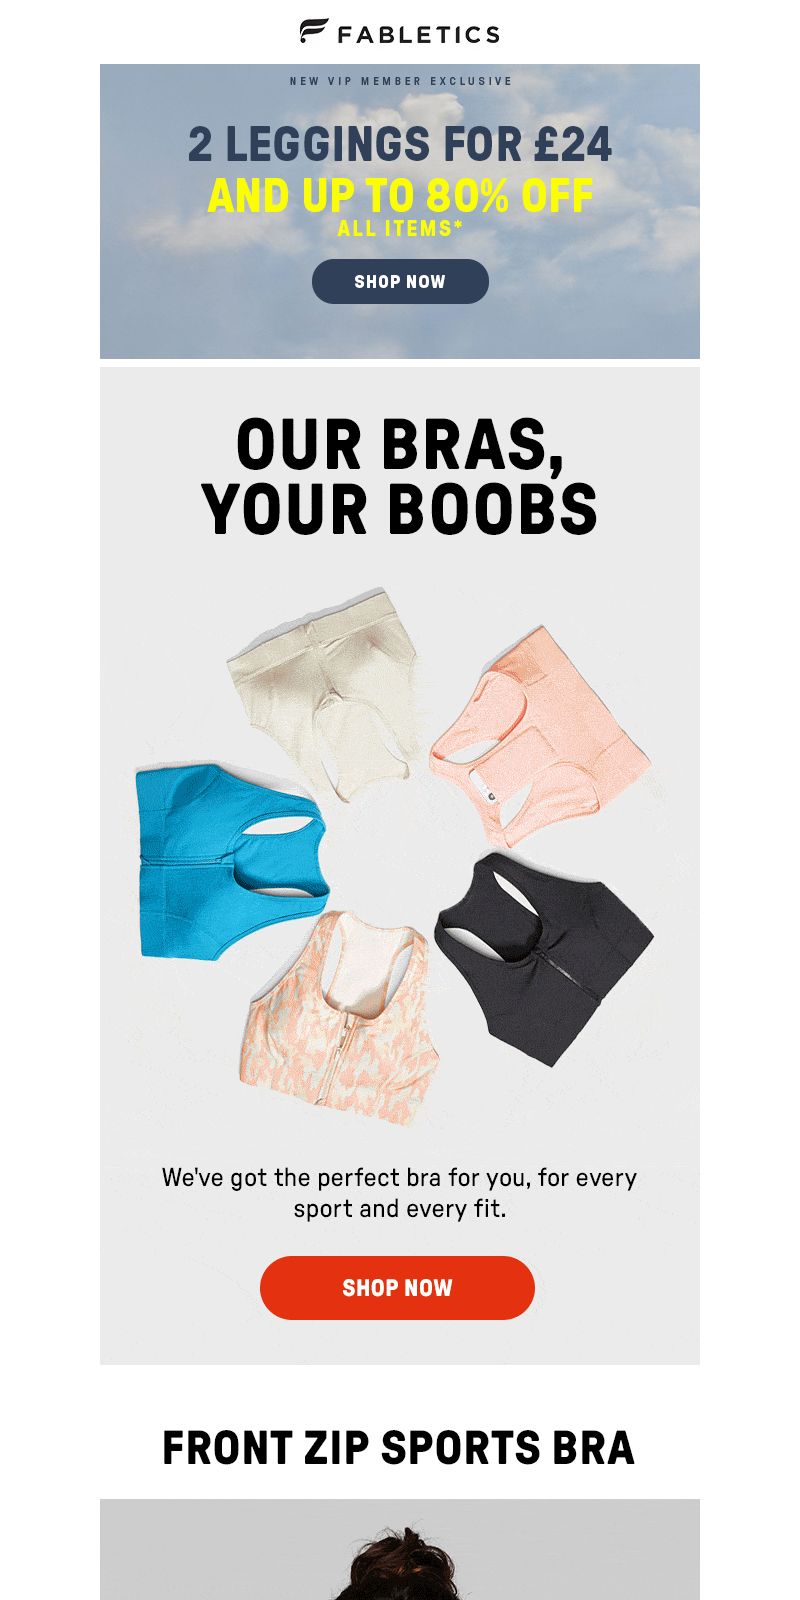 FABLETICS
NEW VIP MEMBER EXCLUSIVE
2 LEGGINGS FOR £24
AND UP TO 80% OFF
ALL ITEMS*
SHOP NOW
OUR BRAS,
YOUR BOOBS
We've got the perfect bra for you, for every
sport and every fit.
SHOP NOW
FRONT ZIP SPORTS BRA